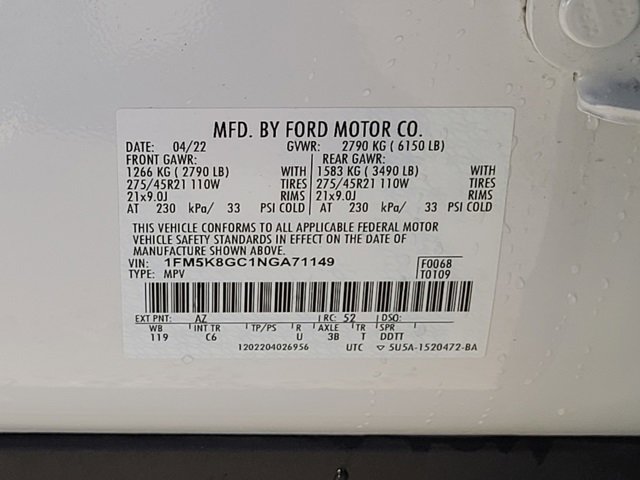 MFD. BY FORD MOTOR CO.
DATE: 04/22 GVWR: 2790 KG ( 6150 LB)
FRONT GAWR: REAR GAWR:
1266 KG ( 2790 LB) WITH 1583 KG ( 3490 LB) WITH
275/45R21 110W TIRES 275/45R21 110W TIRES
21x9.0J RIMS 21x9.0J RIMS
AT 230 kPa/ 33 PSI COLD AT 230 kPa/ 33 PSI COLD
THIS VEHICLE CONFORMS TO ALL APPLICABLE FEDERAL MOTOR
VEHICLE SAFETY STANDARDS IN EFFECT ON THE DATE OF
MANUFACTURE SHOWN ABOVE.
VIN: 1FM5K8GC1NGA71149 F0068
TYPE: MPV T0109
EXT PNT: AZ RC: 52 DSO:
WB INT TR TP/PS R AXLE TR SPR
119 C6 U 3B T DDTT
1202204026956 UTC ▽ 5U5A-1520472-BA